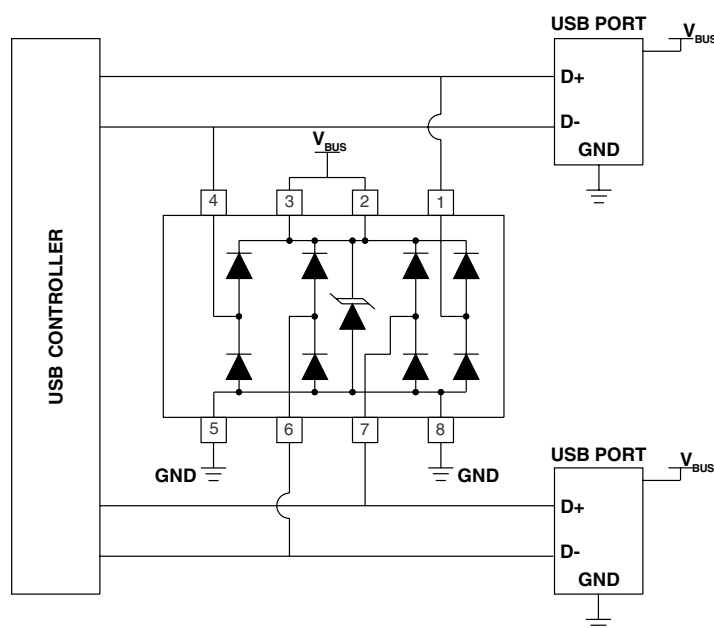 USB PORT
VBUS
D+
D-
GND
VBUS
4
3
2
1
USB CONTROLLER
5
6
7
8
GND
GND
USB PORT
VBUS
D+
D-
GND